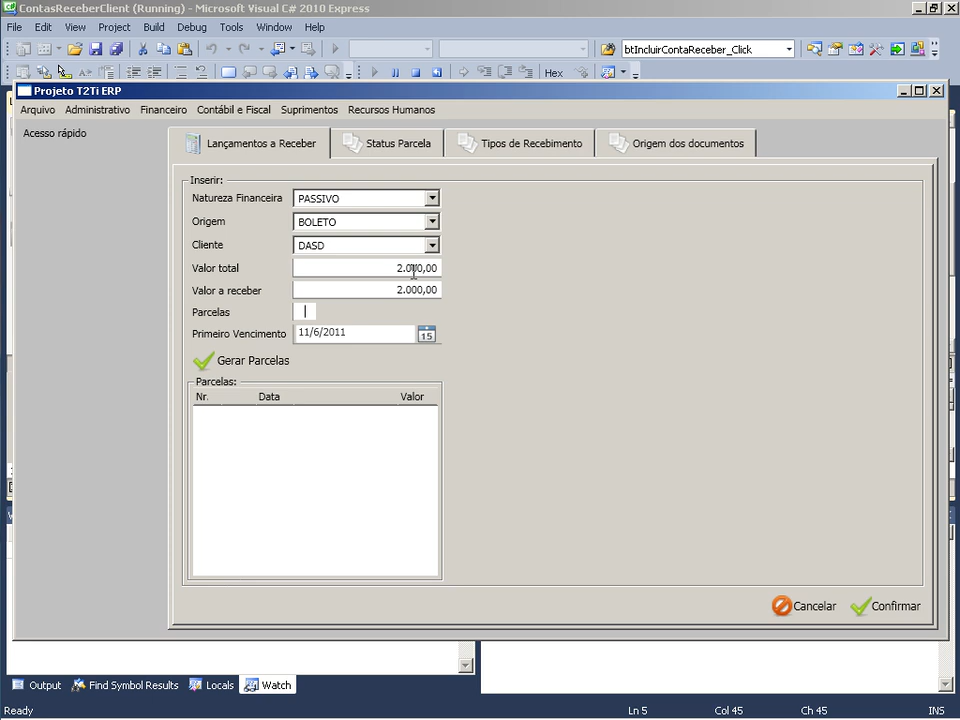 ContasReceberClient (Running) - Microsoft Visual C# 2010 Express
File Edit View Project Build Debug Tools Window Help
btIncluirContaReceber_Click
Hex
Projeto T2Ti ERP
Arquivo Administrativo Financeiro Contábil e Fiscal Suprimentos Recursos Humanos
Acesso rápido
Lançamentos a Receber Status Parcela Tipos de Recebimento Origem dos documentos
Inserir:
Natureza Financeira PASSIVO
Origem BOLETO
Cliente DASD
Valor total 2.000,00
Valor a receber 2.000,00
Parcelas
Primeiro Vencimento 11/6/2011 15
Gerar Parcelas
Parcelas:
Nr. Data Valor
Cancelar Confirmar
Output Find Symbol Results Locals Watch
Ready Ln 5 Col 45 Ch 45 INS